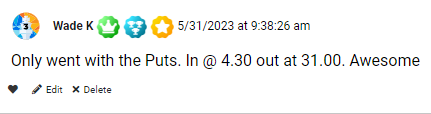 Wade K 5/31/2023 at 9:38:26 am
Only went with the Puts. In @ 4.30 out at 31.00. Awesome
Edit × Delete